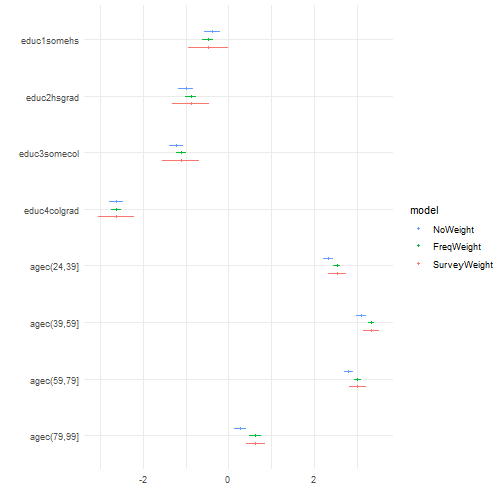 educ1somehs
educ2hsgrad
educ3somecol
educ4colgrad
agec(24,39]
agec(39,59]
agec(59,79]
agec(79,99]
-2
0
2
model
NoWeight
FreqWeight
SurveyWeight